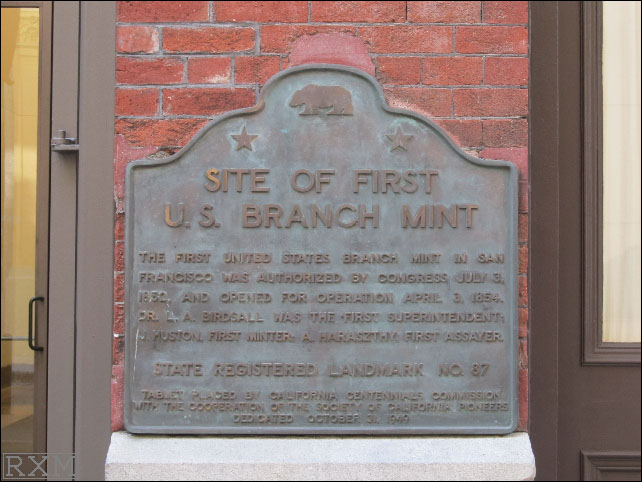 SITE OF FIRST
U.S. BRANCH MINT
THE FIRST UNITED STATES BRANCH MINT IN SAN
FRANCISCO WAS AUTHORIZED BY CONGRESS JULY 3,
1852, AND OPENED FOR OPERATION APRIL 3, 1854.
DR. L. A. BIRDSALL WAS THE FIRST SUPERINTENDENT;
J. HUSTON, FIRST MINTER; A. HARASZTHY, FIRST ASSAYER.
STATE REGISTERED LANDMARK NO. 87
TABLET PLACED BY CALIFORNIA CENTENNIALS COMMISSION
WITH THE COOPERATION OF THE SOCIETY OF CALIFORNIA PIONEERS
DEDICATED OCTOBER 31, 1949
RXM